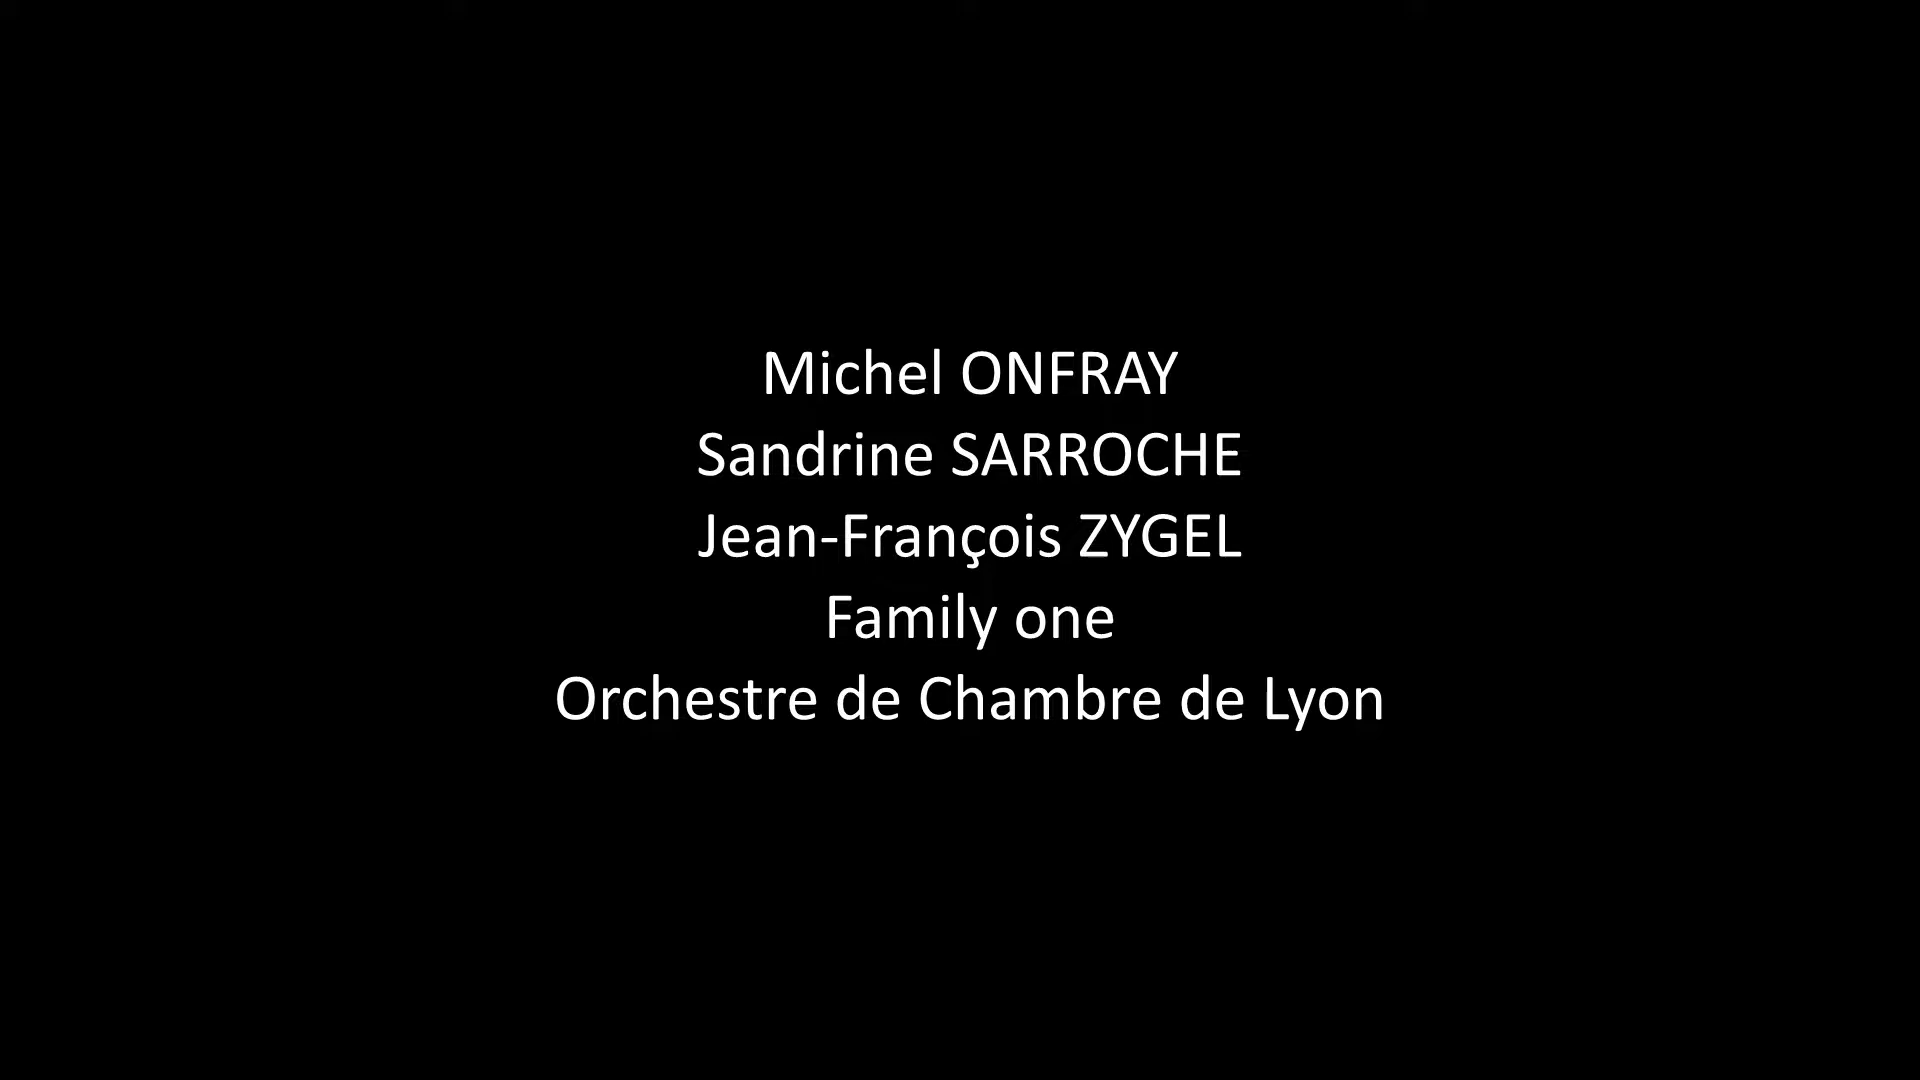 Michel ONFRAY
Sandrine SARROCHE
Jean-François ZYGEL
Family one
Orchestre de Chambre de Lyon